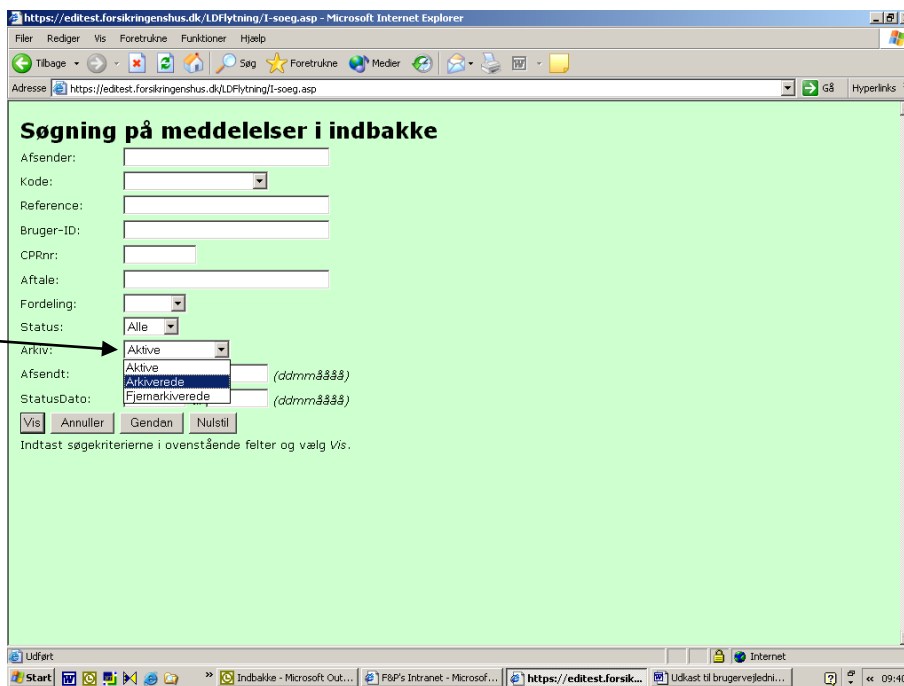 https://editest.forsikringenshus.dk/LDFlytning/I-soeg.asp - Microsoft Internet Explorer
Filer Rediger Vis Foretrukne Funktioner Hjælp
Tilbage Søg Foretrukne Medier
Adresse https://editest.forsikringenshus.dk/LDFlytning/I-soeg.asp Gå Hyperlinks
Søgning på meddelelser i indbakke
Afsender:
Kode:
Reference:
Bruger-ID:
CPRnr:
Aftale:
Fordeling:
Status: Alle
Arkiv: Aktive
Aktive
Afsendt: (ddmmåååå)
Arkiverede
Fjernarkiverede
StatusDato: (ddmmåååå)
Vis Annuller Gendan Nulstil
Indtast søgekriterierne i ovenstående felter og vælg Vis.
Udført Internet
Start » Indbakke - Microsoft Out... F&P's Intranet - Microsof... https://editest.forsik... Udkast til brugervejledni... « 09:40